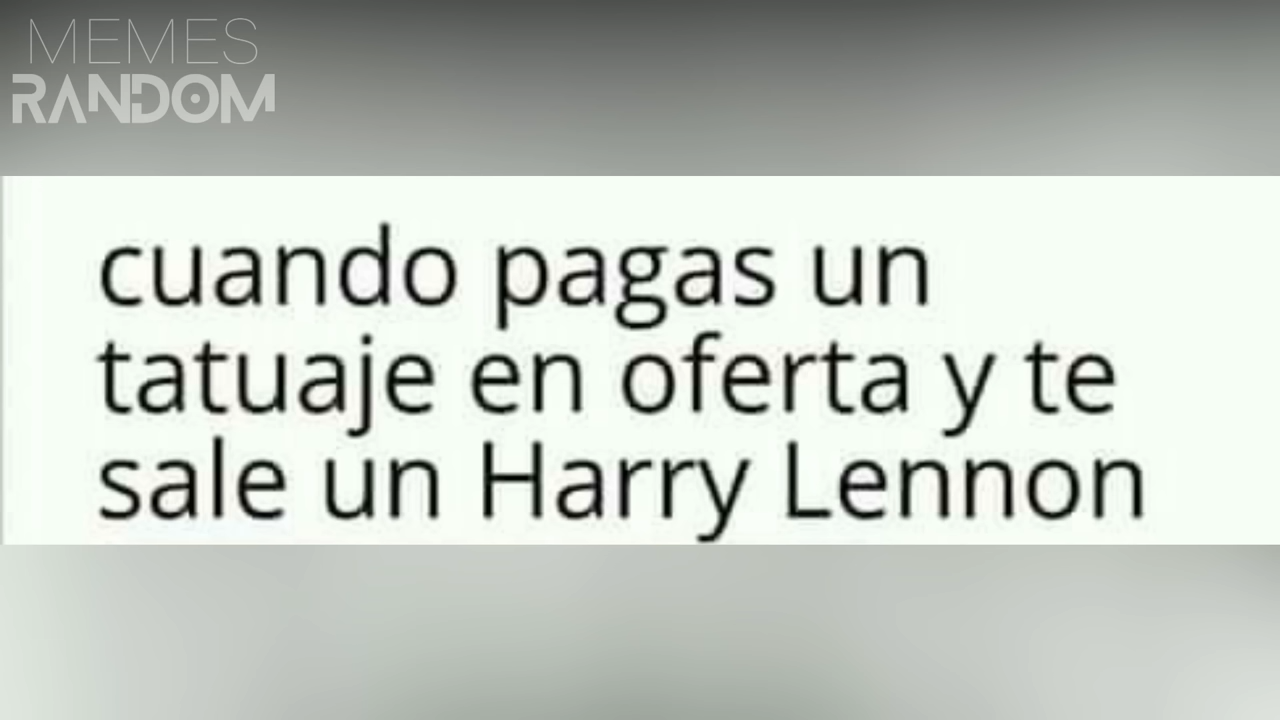 MEMES
RANDOM
cuando pagas un
tatuaje en oferta y te
sale un Harry Lennon